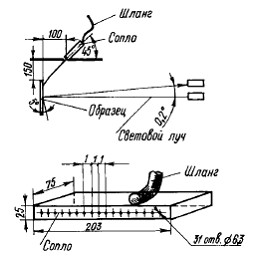 Шланг
100
Сопло
45°
150
Образец
Световой луч
0,2°
75
1 1 1
Шланг
25
Сопло
203
31 отв. ф 6,3